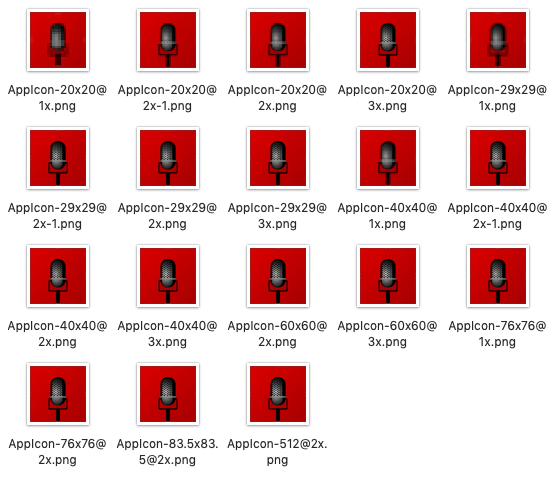 AppIcon-20x20@
1x.png
AppIcon-20x20@
2x-1.png
AppIcon-20x20@
2x.png
AppIcon-20x20@
3x.png
AppIcon-29x29@
1x.png
AppIcon-29x29@
2x-1.png
AppIcon-29x29@
2x.png
AppIcon-29x29@
3x.png
AppIcon-40x40@
1x.png
AppIcon-40x40@
2x-1.png
AppIcon-40x40@
2x.png
AppIcon-40x40@
3x.png
AppIcon-60x60@
2x.png
AppIcon-60x60@
3x.png
AppIcon-76x76@
1x.png
AppIcon-76x76@
2x.png
AppIcon-83.5x83.
5@2x.png
AppIcon-512@2x.
png